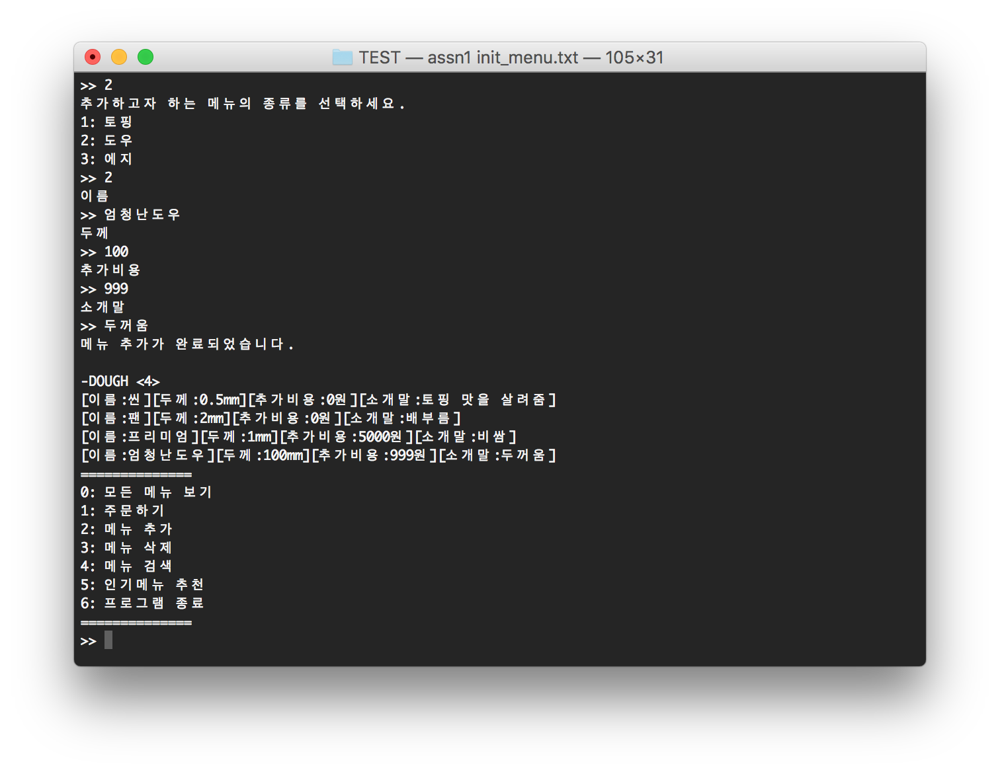 TEST — assn1 init_menu.txt — 105×31
>> 2
추가하고자 하는 메뉴의 종류를 선택하세요.
1: 토핑
2: 도우
3: 에지
>> 2
이름
>> 엄청난도우
두께
>> 100
추가비용
>> 999
소개말
>> 두꺼움
메뉴 추가가 완료되었습니다.
-DOUGH <4>
[이름:씬][두께:0.5mm][추가비용:0원][소개말:토핑 맛을 살려줌]
[이름:팬][두께:2mm][추가비용:0원][소개말:배부름]
[이름:프리미엄][두께:1mm][추가비용:5000원][소개말:비쌈]
[이름:엄청난도우][두께:100mm][추가비용:999원][소개말:두꺼움]
==============
0: 모든 메뉴 보기
1: 주문하기
2: 메뉴 추가
3: 메뉴 삭제
4: 메뉴 검색
5: 인기메뉴 추천
6: 프로그램 종료
==============
>>